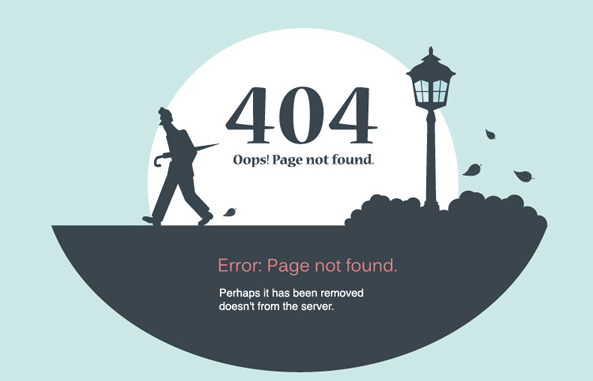 404
Oops! Page not found.
Error: Page not found.
Perhaps it has been removed
doesn't from the server.